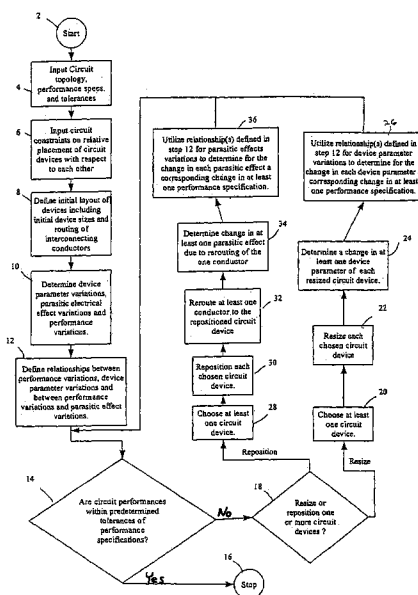 2
Start
4
Input Circuit
topology,
performance specs,
and tolerances
6
Input circuit
constraints on relative
placement of circuit
devices with respect
to each other
8
Define initial layout of
devices including
initial device sizes and
routing of
interconnecting
conductors
10
Determine device
parameter variations,
parasitic electrical
effect variations and
performance
variations.
12
Define relationships between
performance variations, device
parameter variations and
between performance
variations and parasitic effect
variations.
14
Are circuit performances
within predetermined
tolerances of
performance
specifications?
No
Yes
16
Stop
18
Resize or
reposition one
or more circuit
devices ?
Reposition
Resize
28
Choose at least
one circuit
device.
30
Reposition each
chosen circuit
device.
32
Reroute at least
one conductor to
the repositioned
circuit device
34
Determine change in
at least one parasitic
effect due to rerouting of
the one conductor
36
Utilize relationship(s) defined
in step 12 for parasitic effects
variations to determine for the
change in each parasitic effect a
corresponding change in at least
one performance specification.
20
Choose at least
one circuit
device
22
Resize each
chosen circuit
device
24
Determine a change in
at least one device
parameter of each
resized circuit device.
26
Utilize relationship(s) defined in
step 12 for device parameter
variations to determine for the
change in each device parameter
corresponding change in at least
one performance specification.